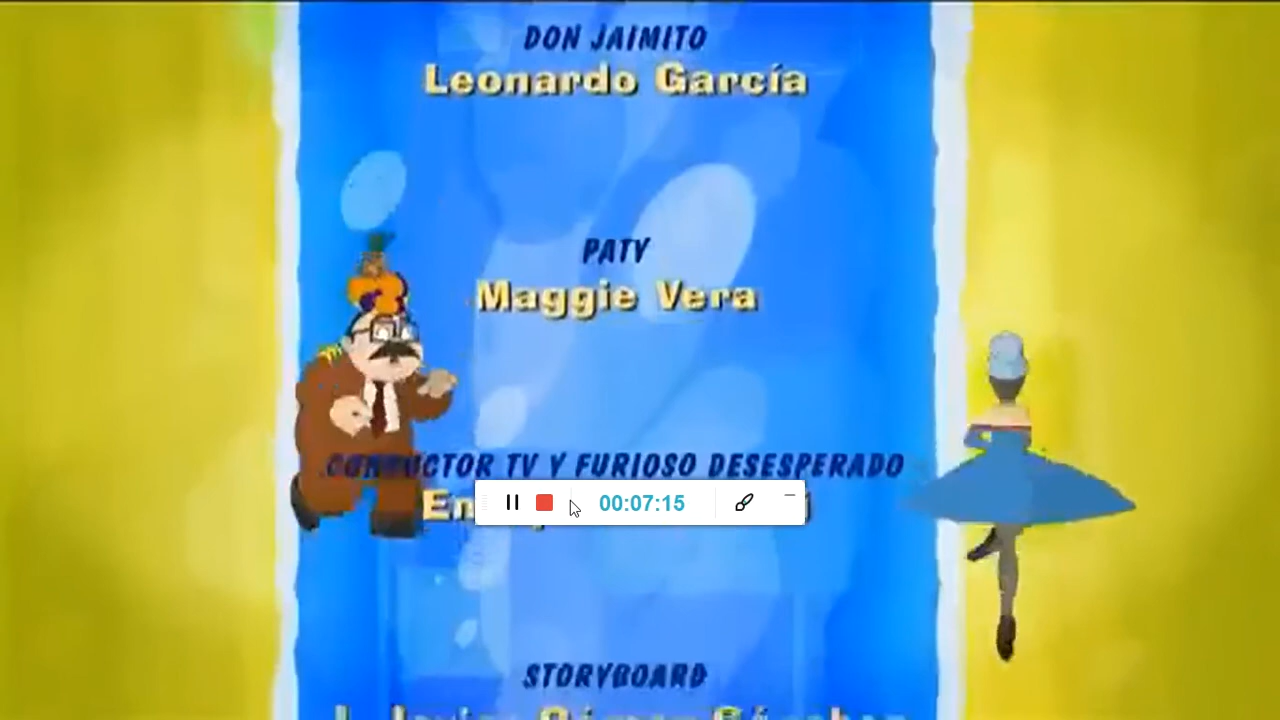 DON JAIMITO
Leonardo García
PATY
Maggie Vera
CONDUCTOR TV Y FURIOSO DESESPERADO
00:07:15
STORYBOARD